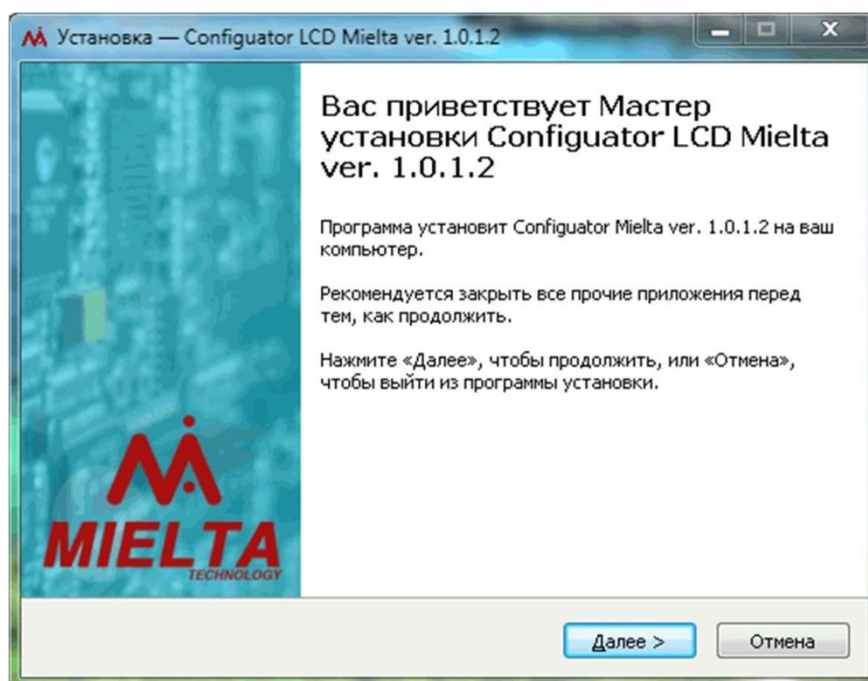 Установка — Configuator LCD Mielta ver. 1.0.1.2
Вас приветствует Мастер
установки Configuator LCD Mielta
ver. 1.0.1.2
Программа установит Configuator Mielta ver. 1.0.1.2 на ваш
компьютер.
Рекомендуется закрыть все прочие приложения перед
тем, как продолжить.
Нажмите «Далее», чтобы продолжить, или «Отмена»,
чтобы выйти из программы установки.
MIELTA
TECHNOLOGY
Далее >
Отмена